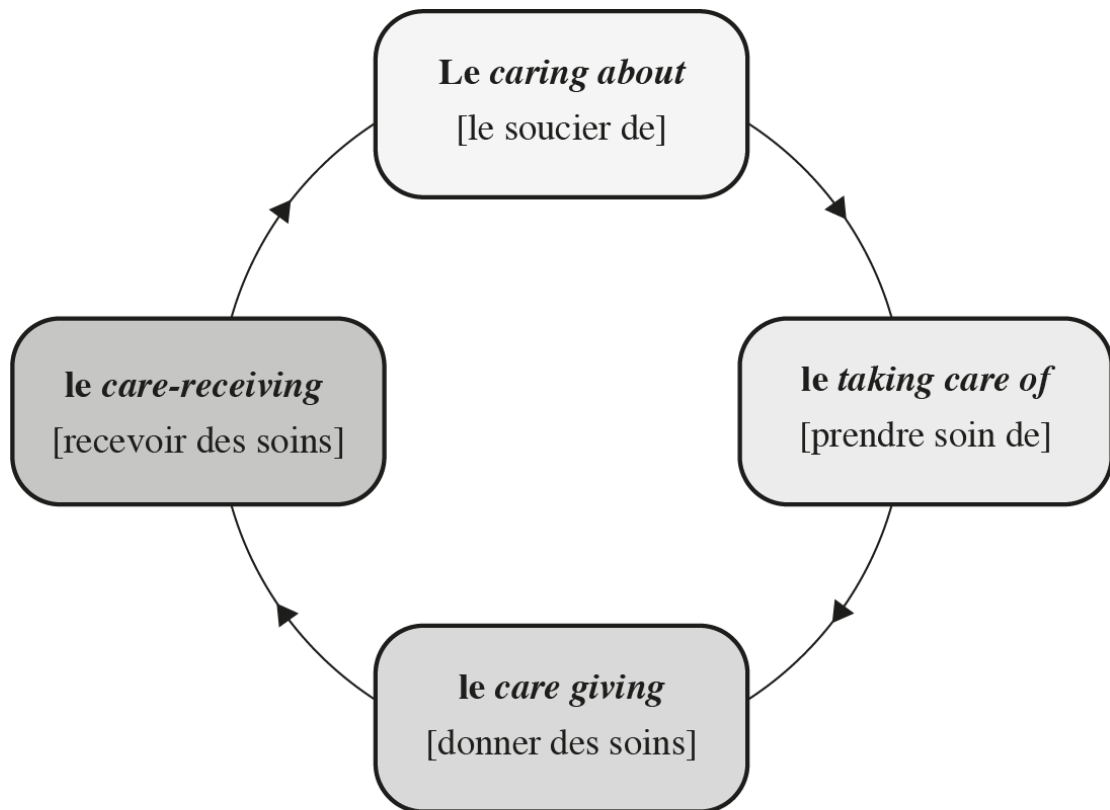 Le caring about
[le soucier de]
le taking care of
[prendre soin de]
le care giving
[donner des soins]
le care-receiving
[recevoir des soins]